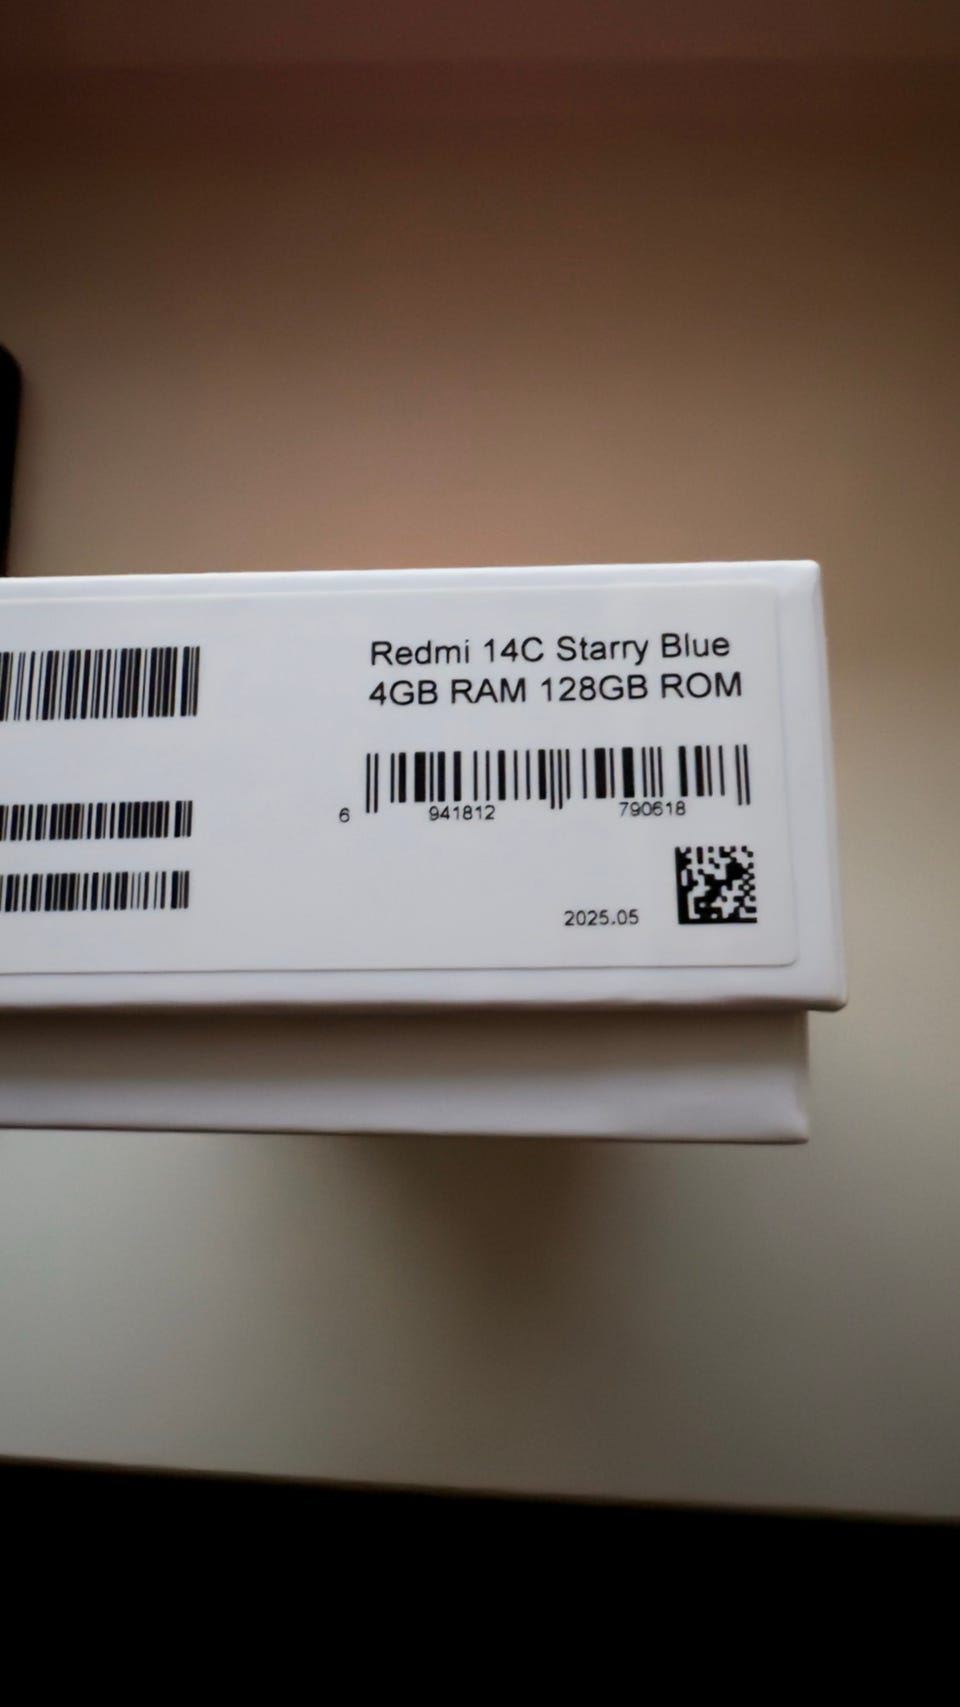 Redmi 14C Starry Blue
4GB RAM 128GB ROM
6 941812 790618
2025.05